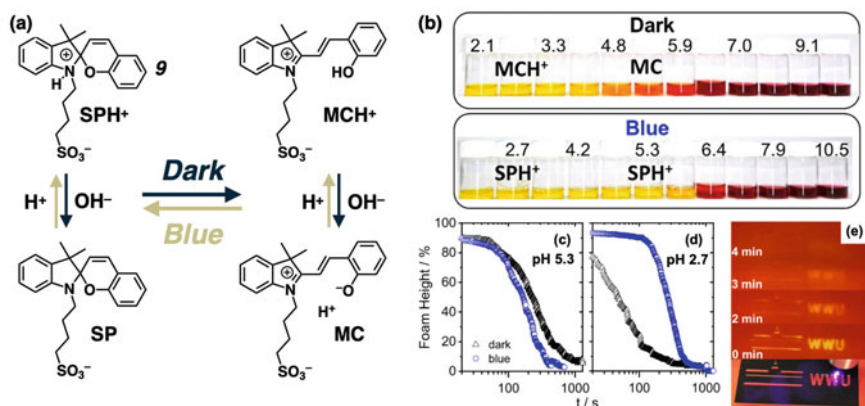 (a)
9
N
H
O
SPH⁺
SO₃⁻
N
HO
MCH⁺
SO₃⁻
H⁺ OH⁻
Dark
Blue
H⁺ OH⁻
N
O
SP
SO₃⁻
N
O⁻
H⁺
MC
SO₃⁻
(b)
Dark
2.1 3.3 4.8 5.9 7.0 9.1
MCH⁺ MC
Blue
2.7 4.2 5.3 6.4 7.9 10.5
SPH⁺ SPH⁺
Foam Height / %
100
80
60
40
20
0
(c)
pH 5.3
dark
blue
100 1000
(d)
pH 2.7
100 1000
t / s
(e)
4 min
3 min
2 min
WWU
0 min
WWU
WWU